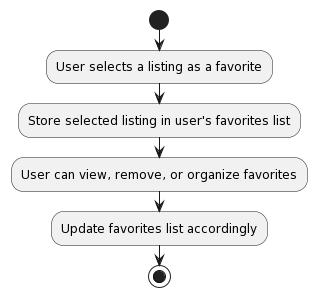 User selects a listing as a favorite
Store selected listing in user's favorites list
User can view, remove, or organize favorites
Update favorites list accordingly